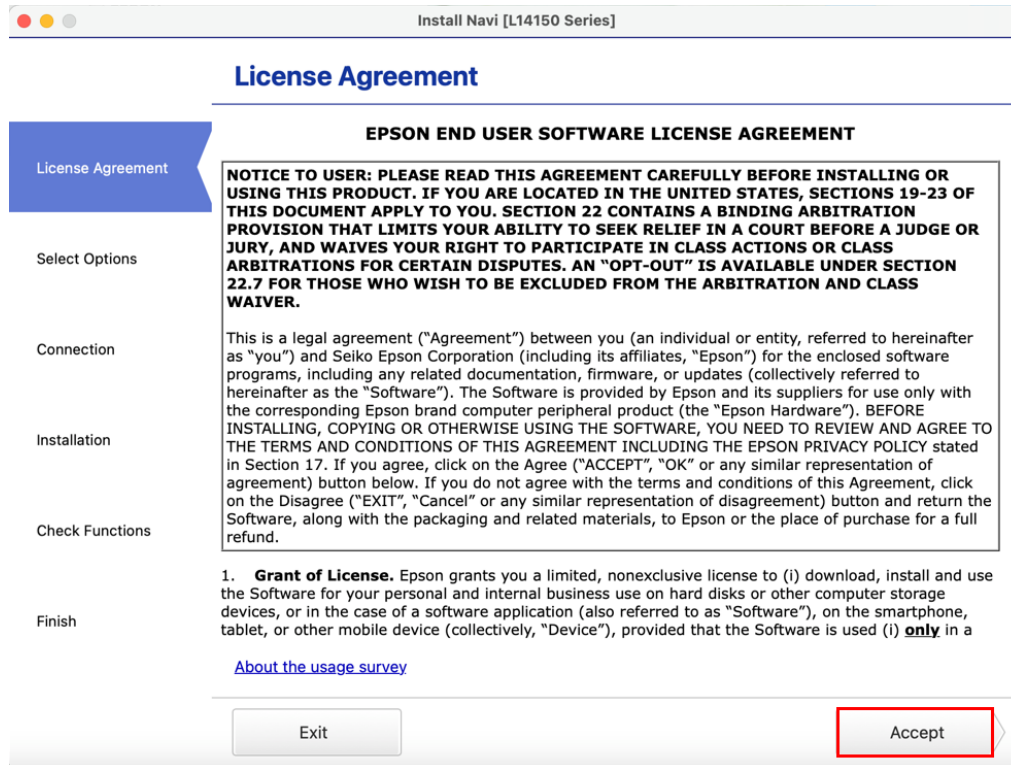 Install Navi [L14150 Series]
License Agreement
License Agreement
Select Options
Connection
Installation
Check Functions
Finish
EPSON END USER SOFTWARE LICENSE AGREEMENT
NOTICE TO USER: PLEASE READ THIS AGREEMENT CAREFULLY BEFORE INSTALLING OR
USING THIS PRODUCT. IF YOU ARE LOCATED IN THE UNITED STATES, SECTIONS 19-23 OF
THIS DOCUMENT APPLY TO YOU. SECTION 22 CONTAINS A BINDING ARBITRATION
PROVISION THAT LIMITS YOUR ABILITY TO SEEK RELIEF IN A COURT BEFORE A JUDGE OR
JURY, AND WAIVES YOUR RIGHT TO PARTICIPATE IN CLASS ACTIONS OR CLASS
ARBITRATIONS FOR CERTAIN DISPUTES. AN “OPT-OUT” IS AVAILABLE UNDER SECTION
22.7 FOR THOSE WHO WISH TO BE EXCLUDED FROM THE ARBITRATION AND CLASS
WAIVER.
This is a legal agreement (“Agreement”) between you (an individual or entity, referred to hereinafter
as “you”) and Seiko Epson Corporation (including its affiliates, “Epson”) for the enclosed software
programs, including any related documentation, firmware, or updates (collectively referred to
hereinafter as the “Software”). The Software is provided by Epson and its suppliers for use only with
the corresponding Epson brand computer peripheral product (the “Epson Hardware”). BEFORE
INSTALLING, COPYING OR OTHERWISE USING THE SOFTWARE, YOU NEED TO REVIEW AND AGREE TO
THE TERMS AND CONDITIONS OF THIS AGREEMENT INCLUDING THE EPSON PRIVACY POLICY stated
in Section 17. If you agree, click on the Agree (“ACCEPT”, “OK” or any similar representation of
agreement) button below. If you do not agree with the terms and conditions of this Agreement, click
on the Disagree (“EXIT”, “Cancel” or any similar representation of disagreement) button and return the
Software, along with the packaging and related materials, to Epson or the place of purchase for a full
refund.
1. Grant of License. Epson grants you a limited, nonexclusive license to (i) download, install and use
the Software for your personal and internal business use on hard disks or other computer storage
devices, or in the case of a software application (also referred to as “Software”), on the smartphone,
tablet, or other mobile device (collectively, “Device”), provided that the Software is used (i) only in a
About the usage survey
Exit
Accept